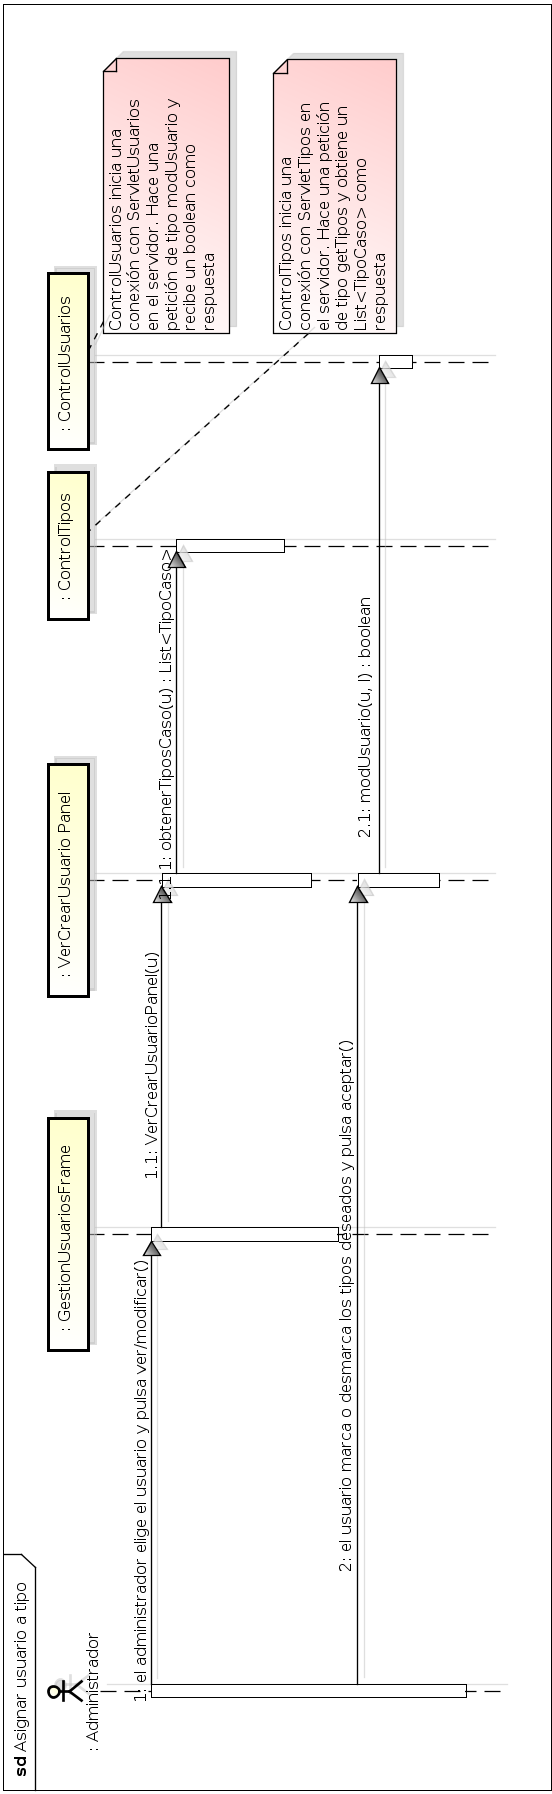 sd Asignar usuario a tipo
: Administrador
: GestionUsuariosFrame
: VerCrearUsuario Panel
: ControlTipos
: ControlUsuarios
ControlUsuarios inicia una
conexión con ServletUsuarios
en el servidor. Hace una
petición de tipo modUsuario y
recibe un boolean como
respuesta
ControlTipos inicia una
conexión con ServletTipos en
el servidor. Hace una petición
de tipo getTipos y obtiene un
List<TipoCaso> como
respuesta
1: el administrador elige el usuario y pulsa ver/modificar()
1.1: VerCrearUsuarioPanel(u)
1.1.1: obtenerTiposCaso(u) : List<TipoCaso>
2: el usuario marca o desmarca los tipos deseados y pulsa aceptar()
2.1: modUsuario(u, l) : boolean